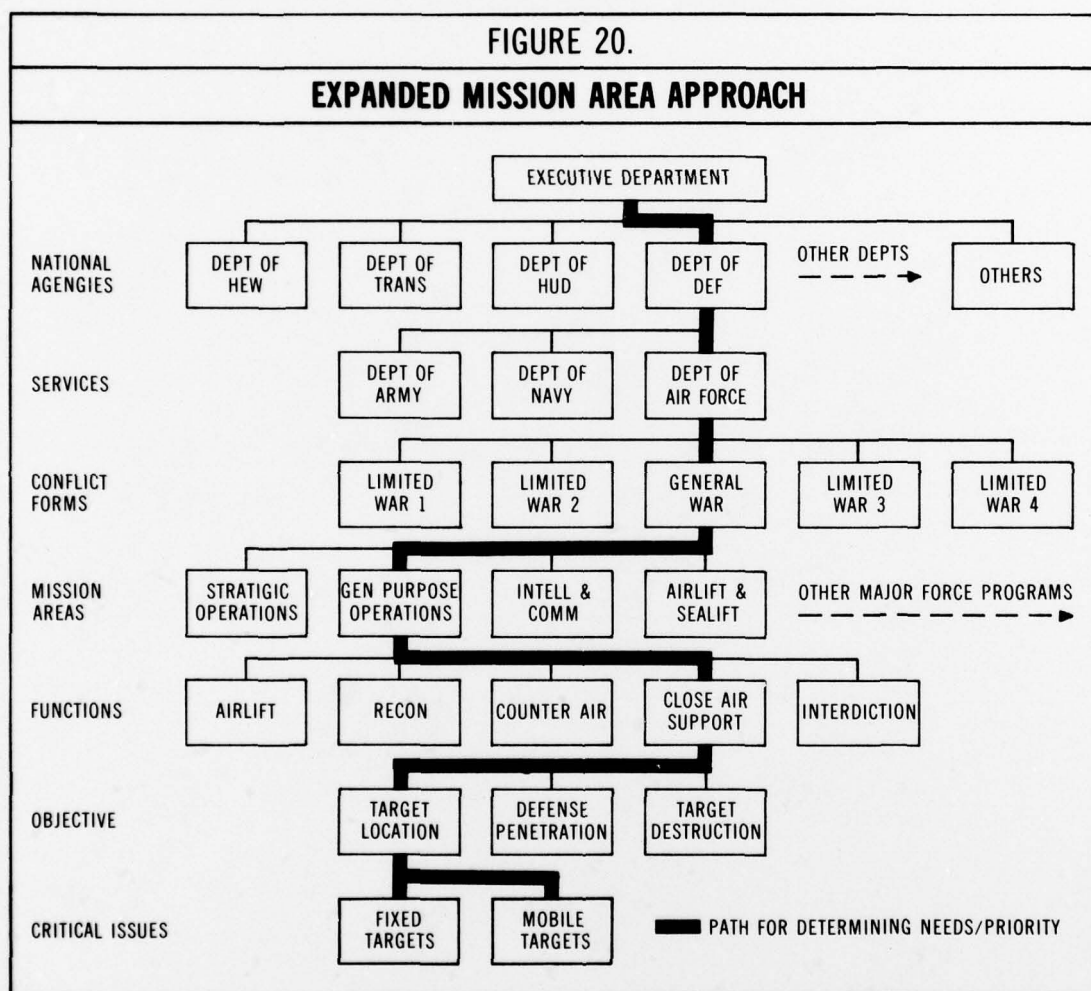 FIGURE 20.
EXPANDED MISSION AREA APPROACH
EXECUTIVE DEPARTMENT
NATIONAL
AGENGIES
DEPT OF
HEW
DEPT OF
TRANS
DEPT OF
HUD
DEPT OF
DEF
OTHER DEPTS
OTHERS
SERVICES
DEPT OF
ARMY
DEPT OF
NAVY
DEPT OF
AIR FORCE
CONFLICT
FORMS
LIMITED
WAR 1
LIMITED
WAR 2
GENERAL
WAR
LIMITED
WAR 3
LIMITED
WAR 4
MISSION
AREAS
STRATIGIC
OPERATIONS
GEN PURPOSE
OPERATIONS
INTELL &
COMM
AIRLIFT &
SEALIFT
OTHER MAJOR FORCE PROGRAMS
FUNCTIONS
AIRLIFT
RECON
COUNTER AIR
CLOSE AIR
SUPPORT
INTERDICTION
OBJECTIVE
TARGET
LOCATION
DEFENSE
PENETRATION
TARGET
DESTRUCTION
CRITICAL ISSUES
FIXED
TARGETS
MOBILE
TARGETS
PATH FOR DETERMINING NEEDS/PRIORITY